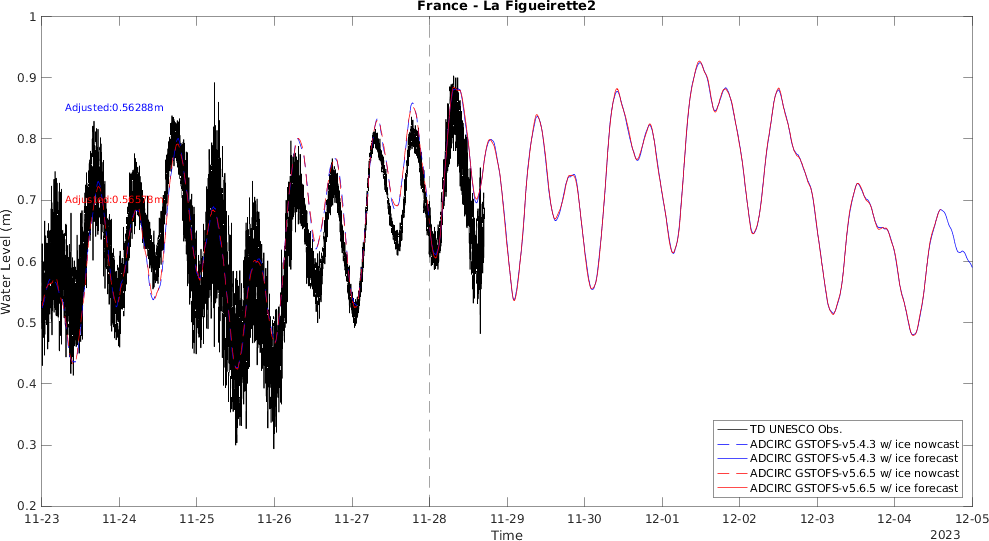 France - La Figueirette2
Water Level (m)
1
0.9
0.8
0.7
0.6
0.5
0.4
0.3
0.2
Adjusted:0.56288m
TD UNESCO Obs.
ADCIRC GSTOFS-v5.4.3 w/ ice nowcast
ADCIRC GSTOFS-v5.4.3 w/ ice forecast
ADCIRC GSTOFS-v5.6.5 w/ ice nowcast
ADCIRC GSTOFS-v5.6.5 w/ ice forecast
11-23 11-24 11-25 11-26 11-27 11-28 11-29 11-30 12-01 12-02 12-03 12-04 12-05
Time
2023